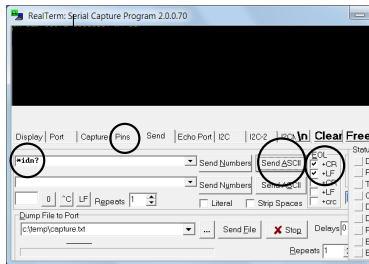 RealTerm: Serial Capture Program 2.0.0.70
Display Port Capture Pins Send Echo Port I2C I2C-2 \n Clear Free
*idn? Send Numbers Send ASCII EOL
+CR
+LF
Send Numbers Send ASCII +CR
+LF
0 ^C LF Repeats 1 Literal Strip Spaces +crc
Dump File to Port
c:\temp\capture.txt ... Send File Stop Delays 0
Repeats 1